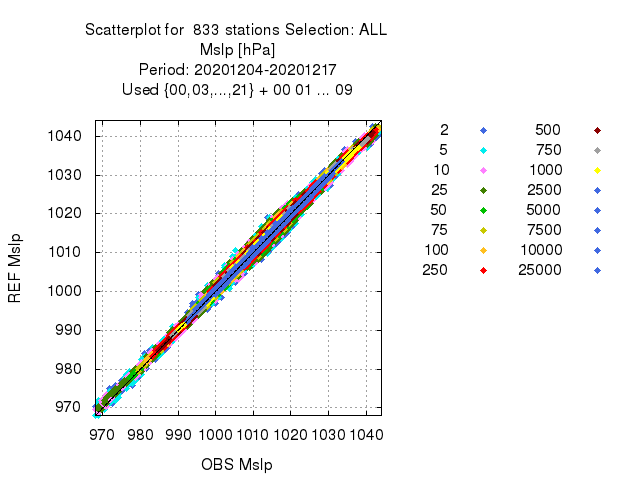 Scatterplot for 833 stations Selection: ALL
Mslp [hPa]
Period: 20201204-20201217
Used {00,03,...,21} + 00 01 ... 09
REF Mslp
1040
1030
1020
1010
1000
990
980
970
970 980 990 1000 1010 1020 1030 1040
OBS Mslp
2 500
5 750
10 1000
25 2500
50 5000
75 7500
100 10000
250 25000